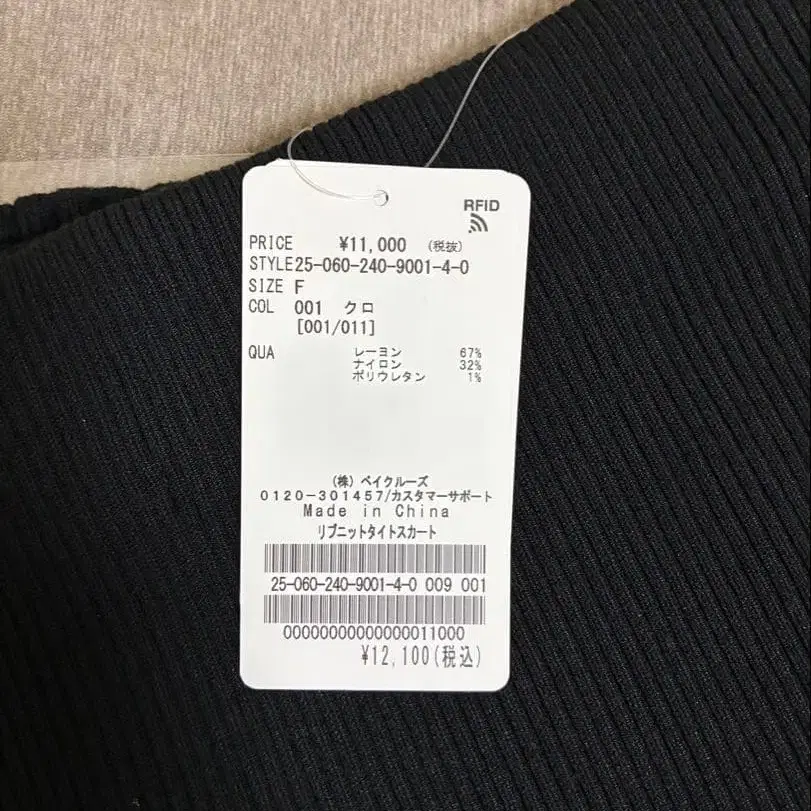 RFID
PRICE ¥11,000 (税抜)
STYLE25-060-240-9001-4-0
SIZE F
COL 001 クロ
[001/011]
QUA レーヨン 67%
ナイロン 32%
ポリウレタン 1%
(株) ベイクルーズ
0120-301457/カスタマーサポート
Made in China
リブニットタイトスカート
25-060-240-9001-4-0 009 001
00000000000000011000
¥12,100(税込)